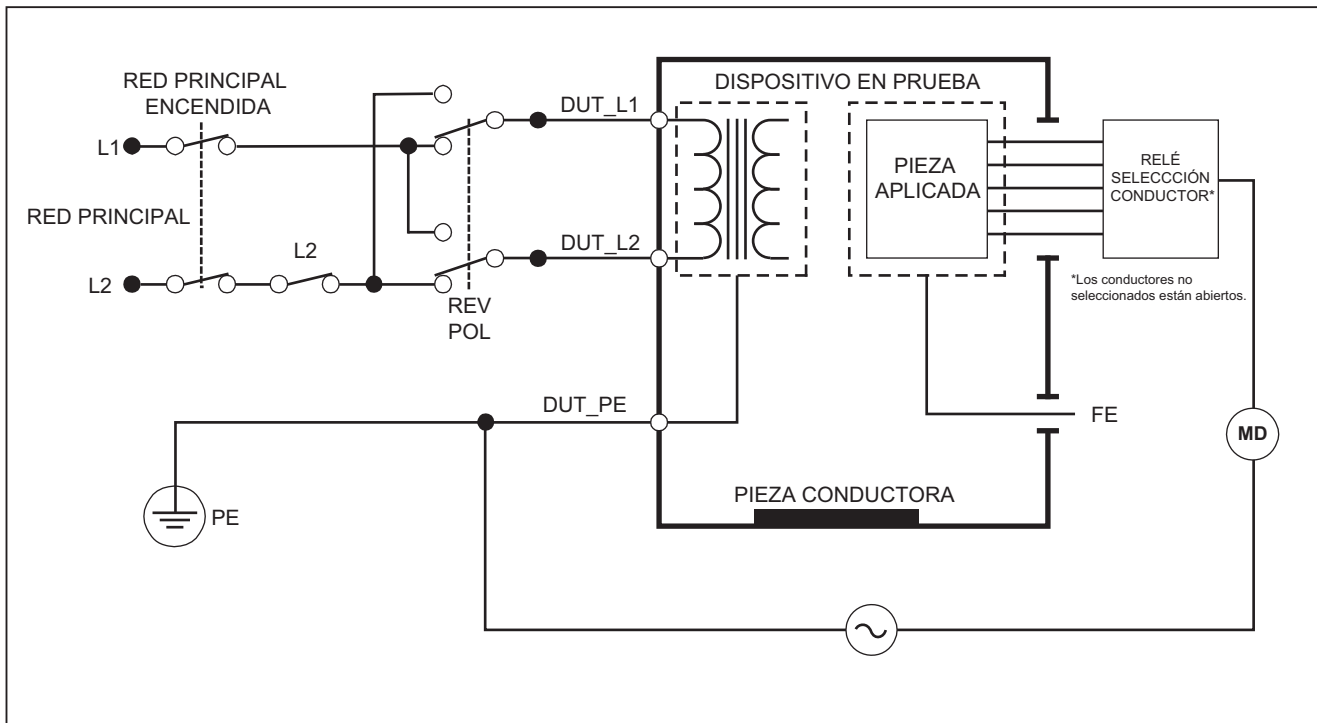 RED PRINCIPAL
ENCENDIDA
DISPOSITIVO EN PRUEBA
DUT_L1
L1
PIEZA
APLICADA
RELÉ
SELECCCIÓN
CONDUCTOR*
RED PRINCIPAL
L2
DUT_L2
L2
*Los conductores no
seleccionados están abiertos.
REV
POL
DUT_PE
FE
MD
PIEZA CONDUCTORA
PE